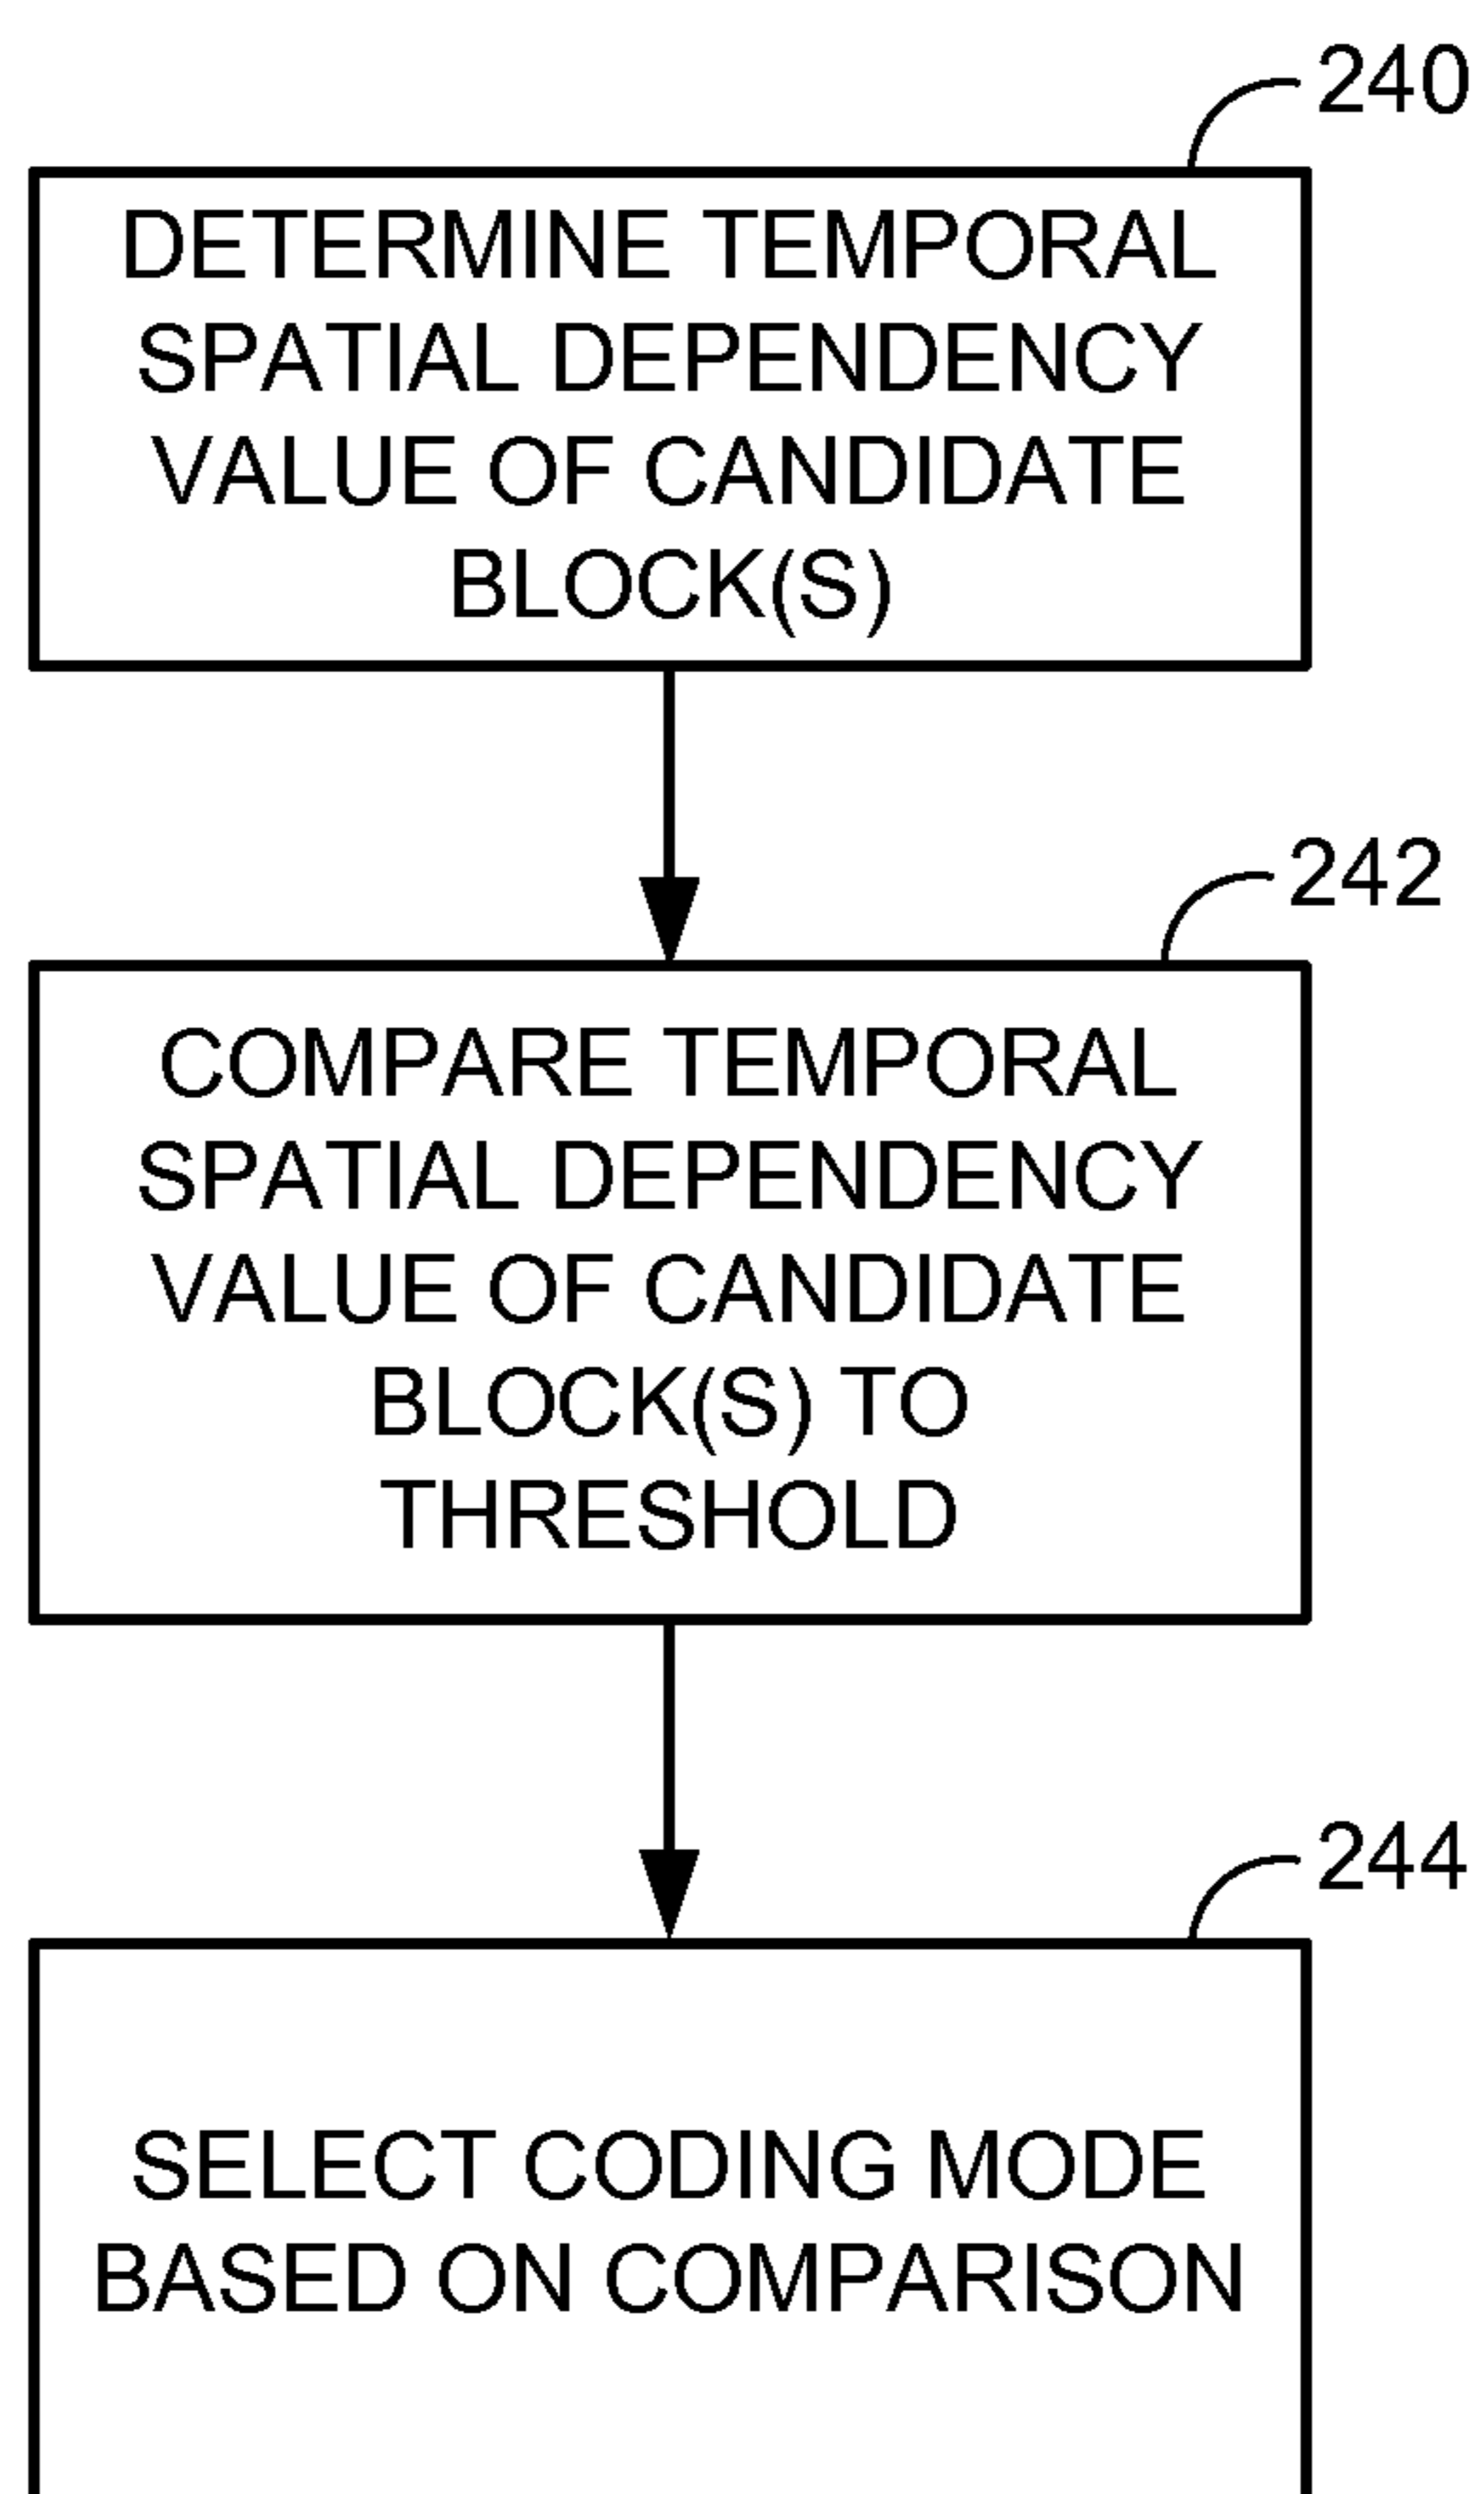 240
DETERMINE TEMPORAL
SPATIAL DEPENDENCY
VALUE OF CANDIDATE
BLOCK(S)
242
COMPARE TEMPORAL
SPATIAL DEPENDENCY
VALUE OF CANDIDATE
BLOCK(S) TO
THRESHOLD
244
SELECT CODING MODE
BASED ON COMPARISON